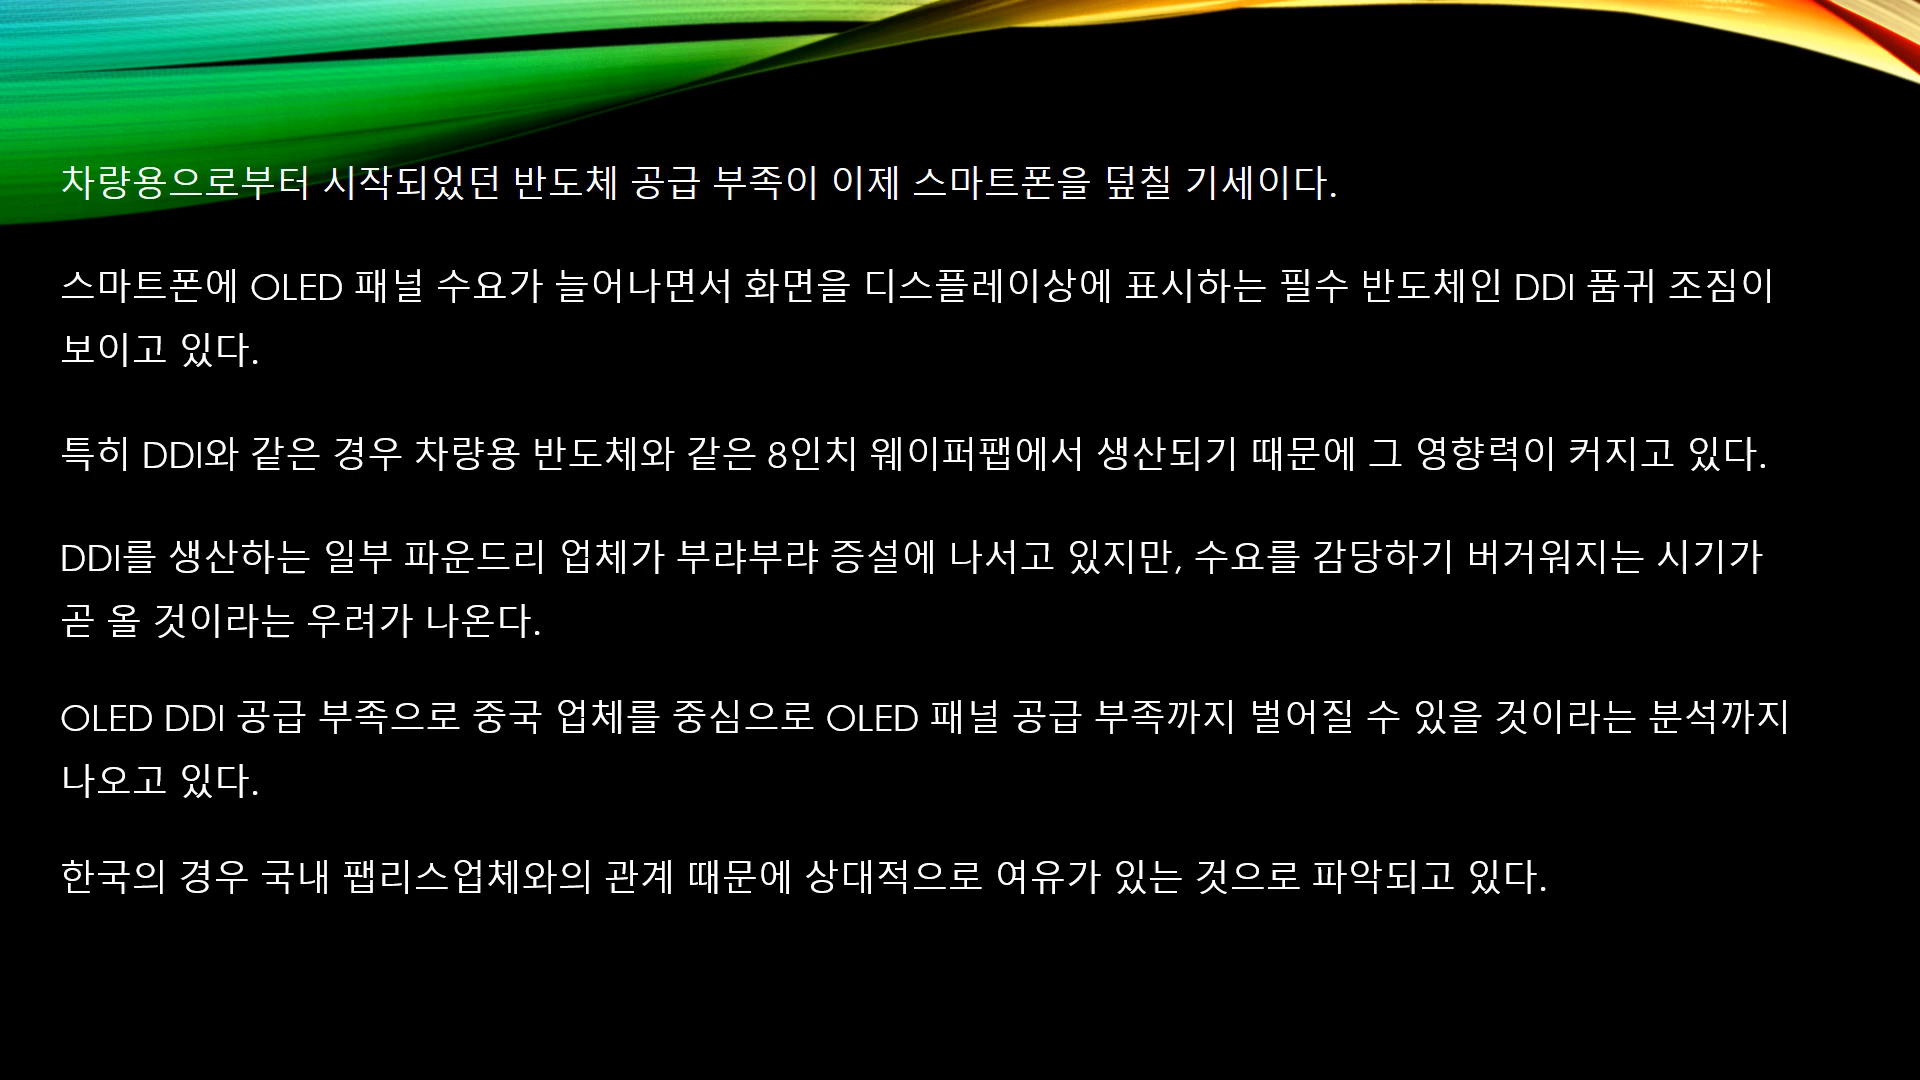 차량용으로부터 시작되었던 반도체 공급 부족이 이제 스마트폰을 덮칠 기세이다.
스마트폰에 OLED 패널 수요가 늘어나면서 화면을 디스플레이상에 표시하는 필수 반도체인 DDI 품귀 조짐이
보이고 있다.
특히 DDI와 같은 경우 차량용 반도체와 같은 8인치 웨이퍼팹에서 생산되기 때문에 그 영향력이 커지고 있다.
DDI를 생산하는 일부 파운드리 업체가 부랴부랴 증설에 나서고 있지만, 수요를 감당하기 버거워지는 시기가
곧 올 것이라는 우려가 나온다.
OLED DDI 공급 부족으로 중국 업체를 중심으로 OLED 패널 공급 부족까지 벌어질 수 있을 것이라는 분석까지
나오고 있다.
한국의 경우 국내 팹리스업체와의 관계 때문에 상대적으로 여유가 있는 것으로 파악되고 있다.